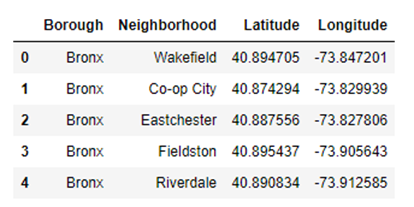 Borough Neighborhood Latitude Longitude
0 Bronx Wakefield 40.894705 -73.847201
1 Bronx Co-op City 40.874294 -73.829939
2 Bronx Eastchester 40.887556 -73.827806
3 Bronx Fieldston 40.895437 -73.905643
4 Bronx Riverdale 40.890834 -73.912585